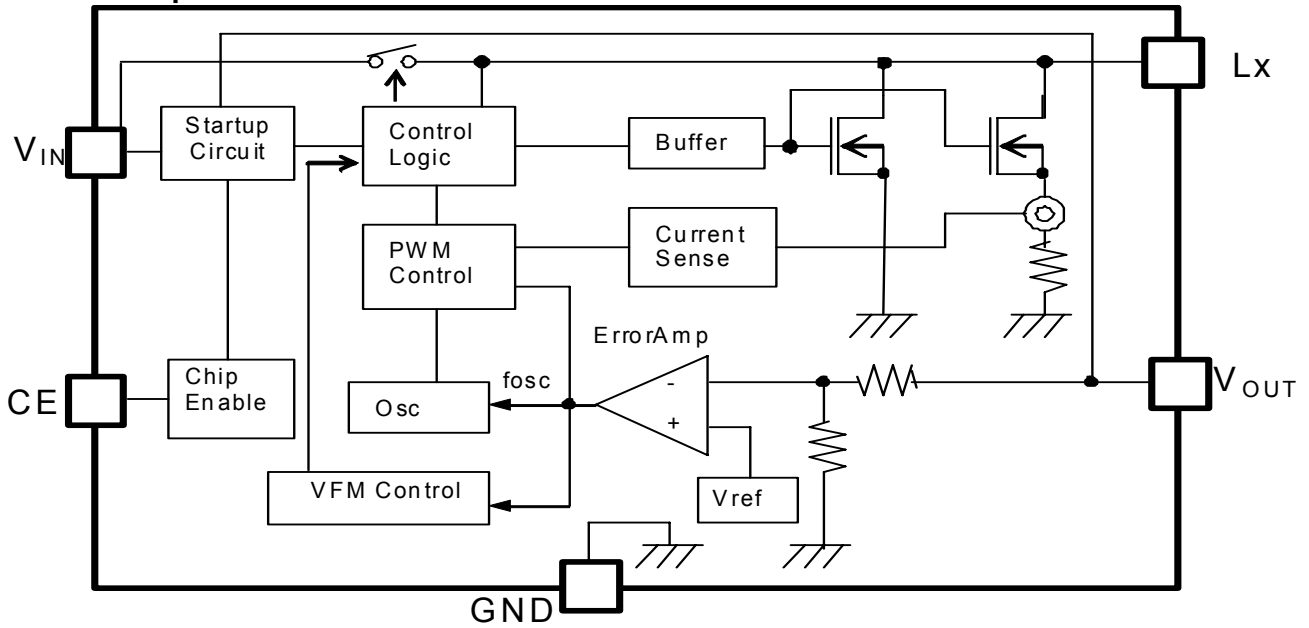 Lx
Startup
Circuit
Control
Logic
Buffer
VIN
PWM
Control
Current
Sense
ErrorAmp
CE
Chip
Enable
fosc
Osc
-
+
VOUT
VFM Control
Vref
GND